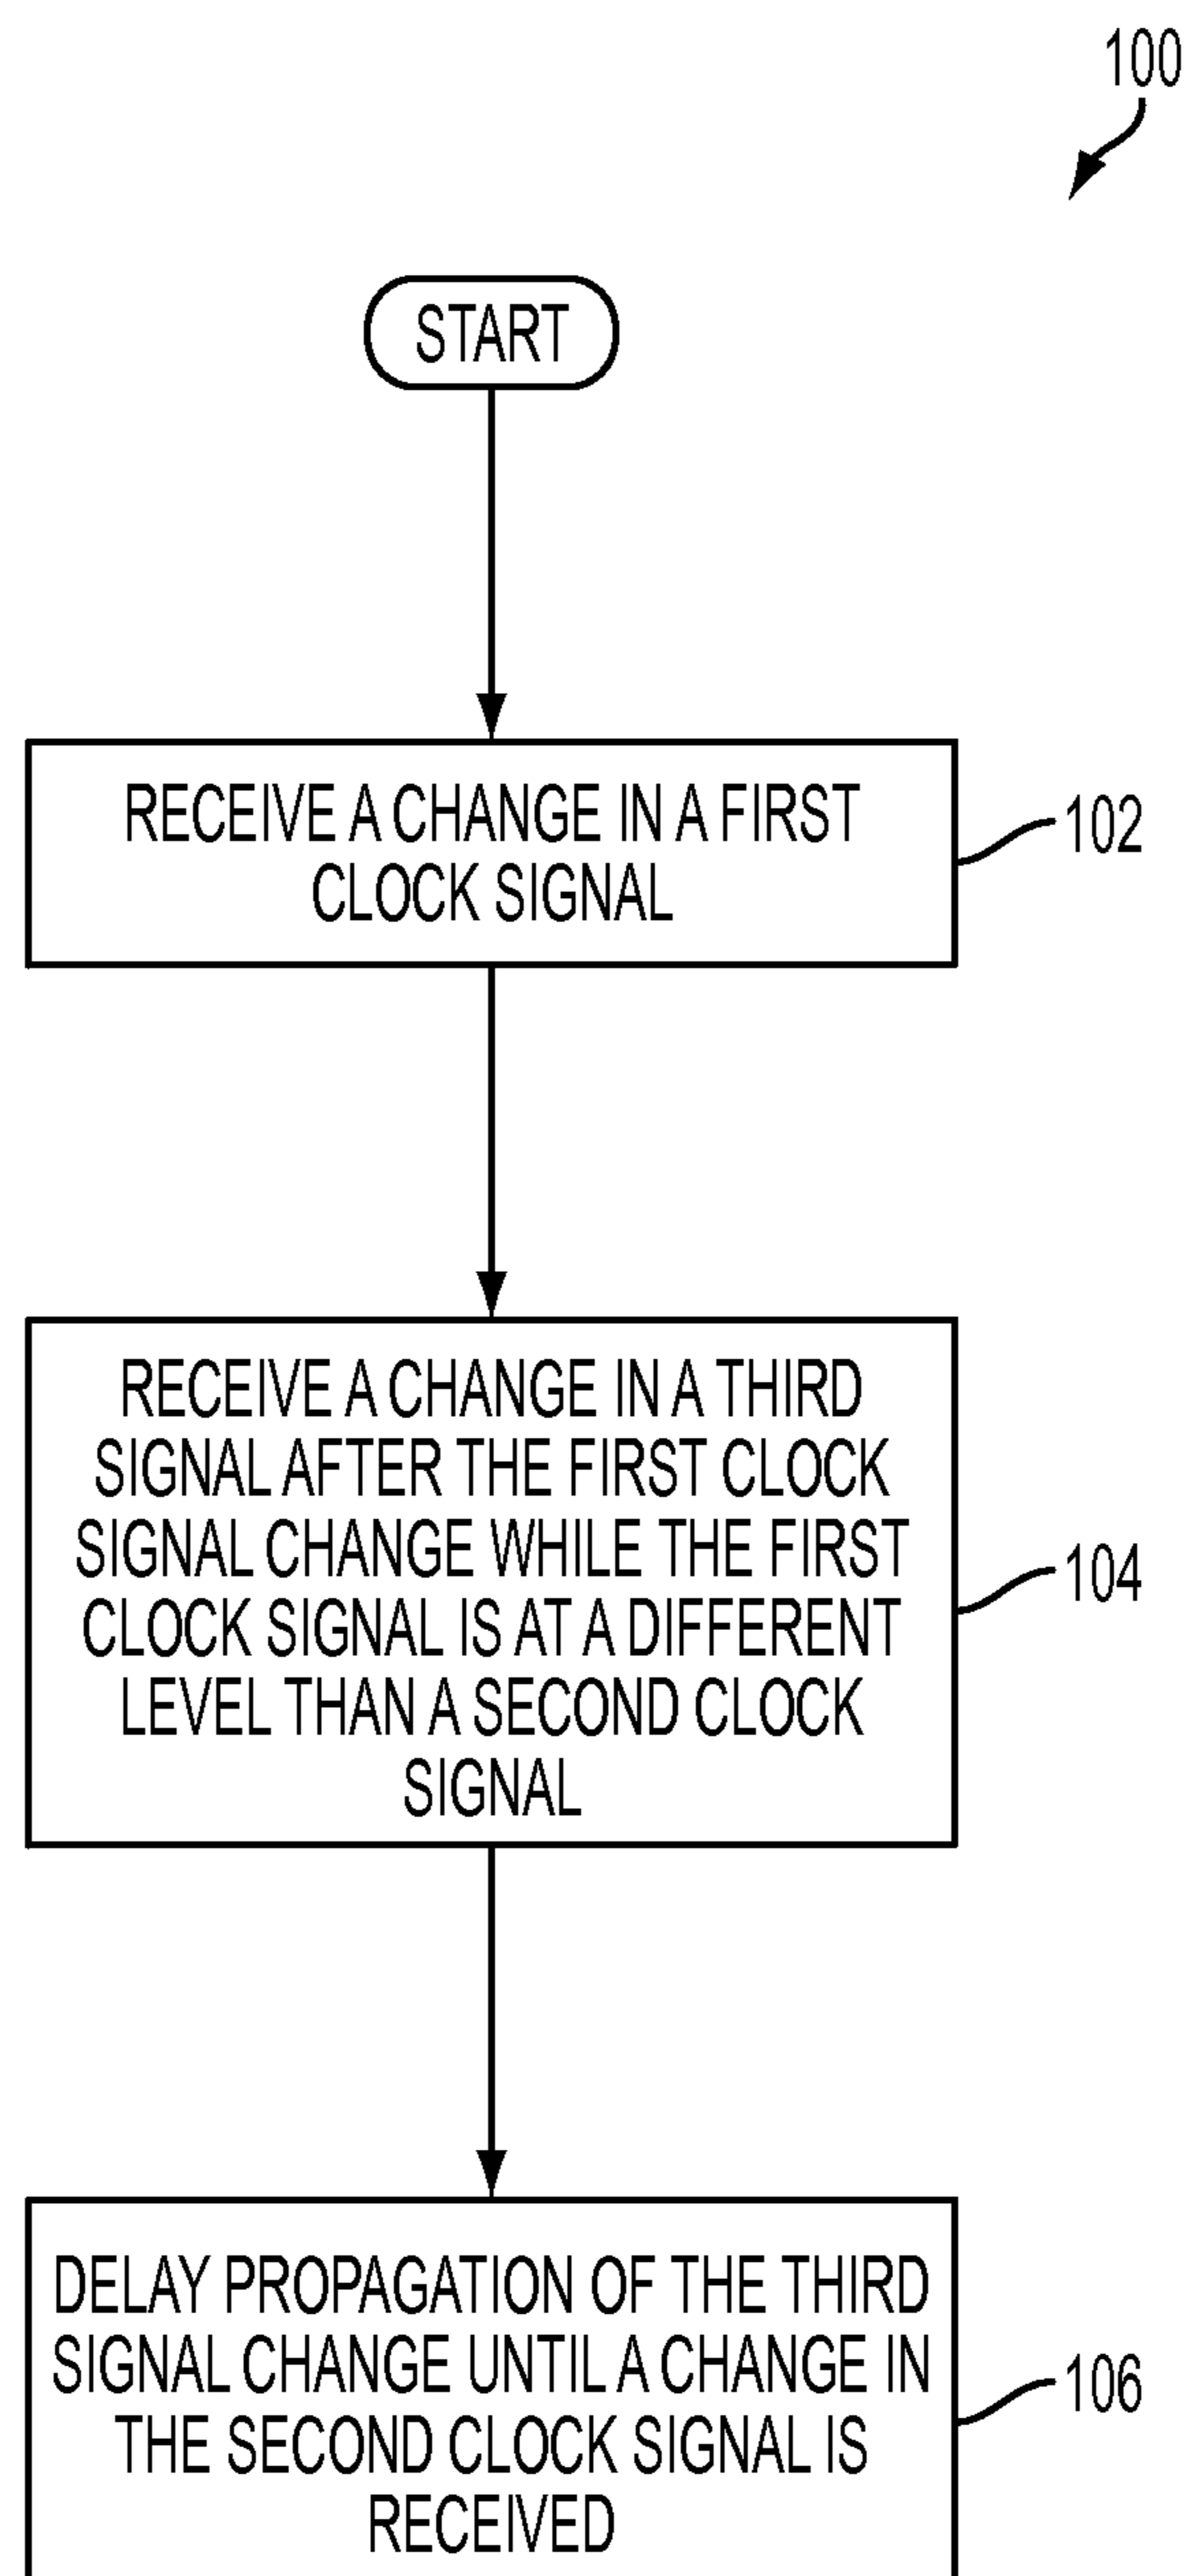 100
START
RECEIVE A CHANGE IN A FIRST
CLOCK SIGNAL
102
RECEIVE A CHANGE IN A THIRD
SIGNAL AFTER THE FIRST CLOCK
SIGNAL CHANGE WHILE THE FIRST
CLOCK SIGNAL IS AT A DIFFERENT
LEVEL THAN A SECOND CLOCK
SIGNAL
104
DELAY PROPAGATION OF THE THIRD
SIGNAL CHANGE UNTIL A CHANGE IN
THE SECOND CLOCK SIGNAL IS
RECEIVED
106